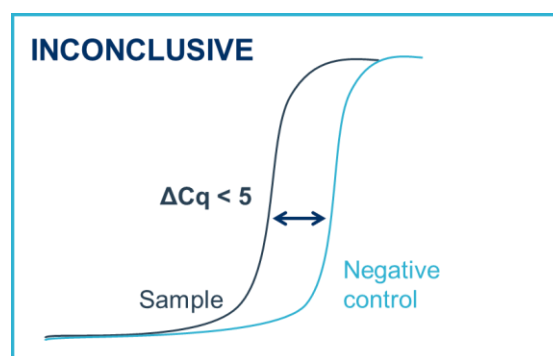 INCONCLUSIVE
ΔCq < 5
Sample
Negative
control